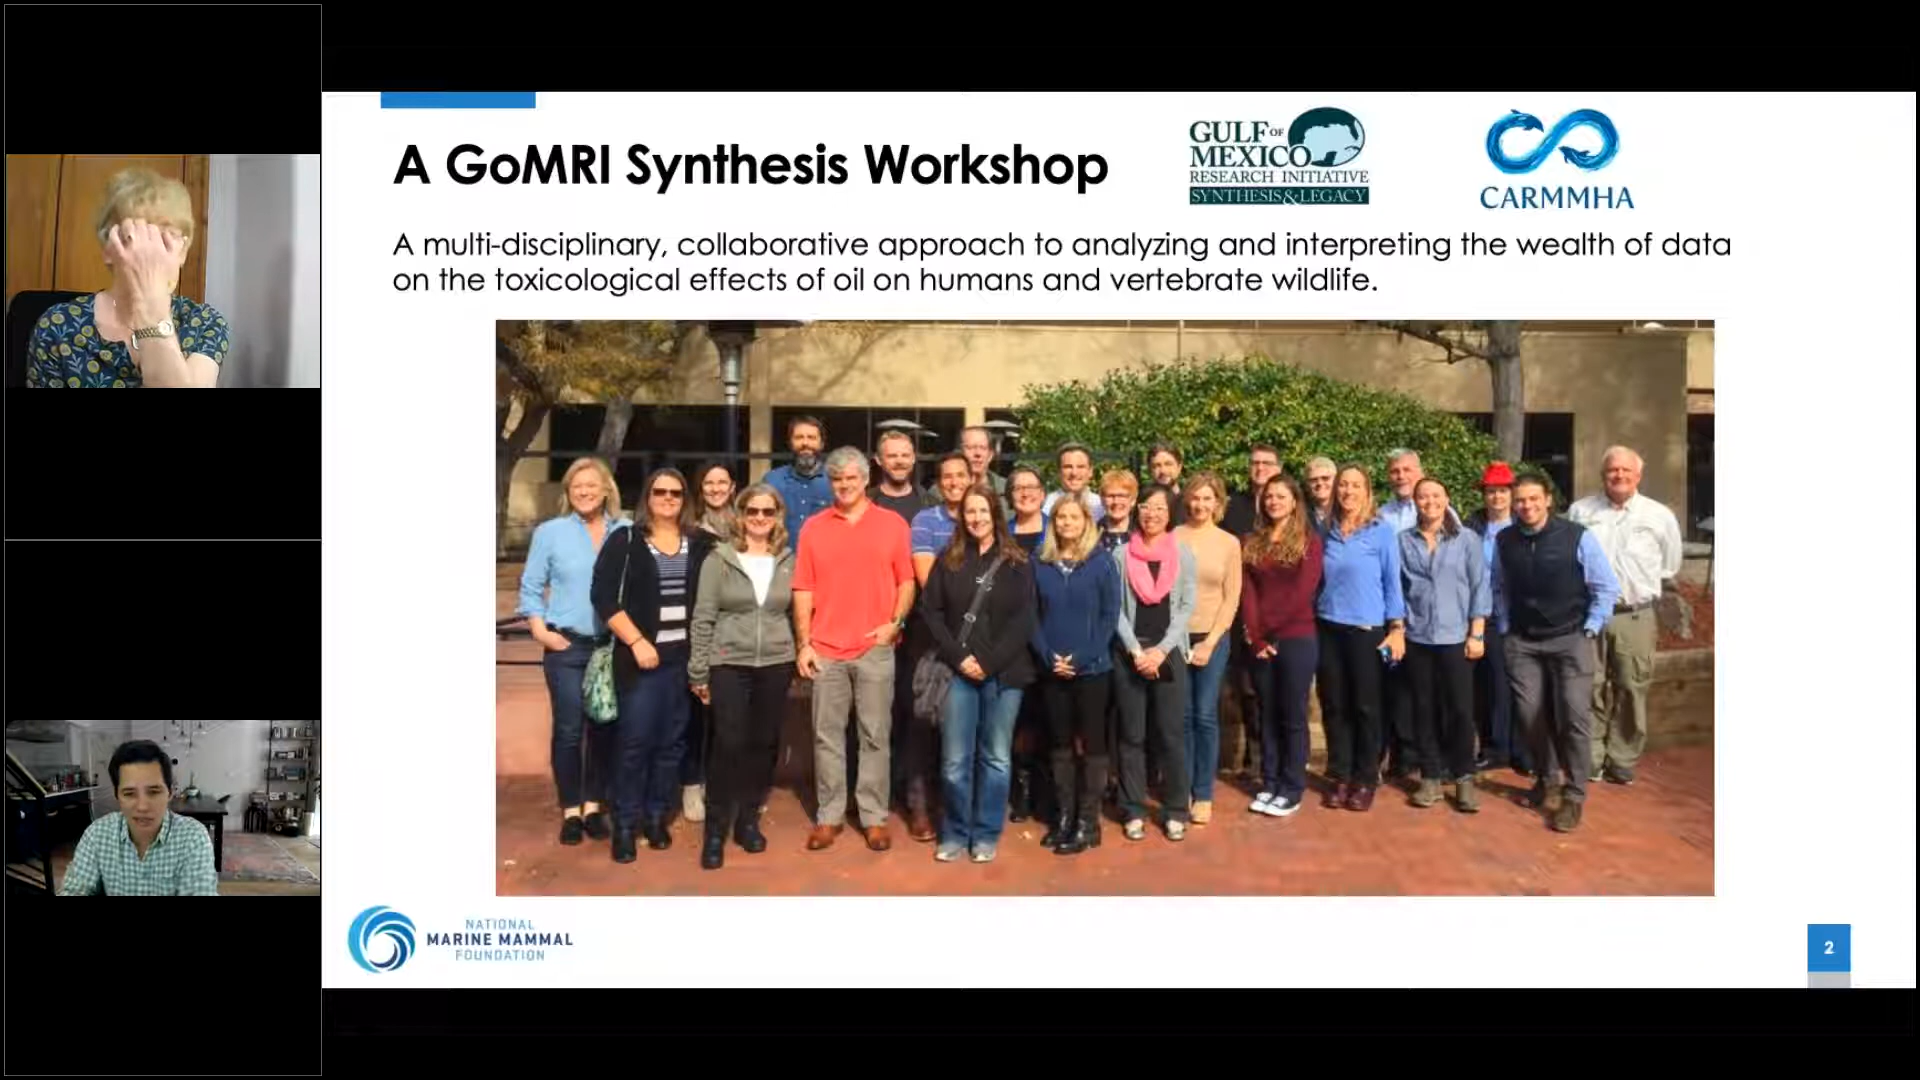 A GoMRI Synthesis Workshop
GULF OF
MEXICO
RESEARCH INITIATIVE
SYNTHESIS & LEGACY
CARMMHA
A multi-disciplinary, collaborative approach to analyzing and interpreting the wealth of data
on the toxicological effects of oil on humans and vertebrate wildlife.
NATIONAL
MARINE MAMMAL
FOUNDATION
2